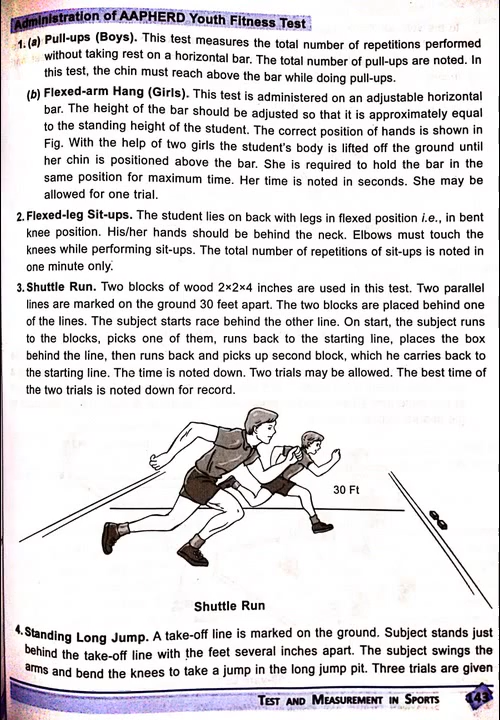 Administration of AAPHERD Youth Fitness Test
1. (a) Pull-ups (Boys). This test measures the total number of repetitions performed
without taking rest on a horizontal bar. The total number of pull-ups are noted. In
this test, the chin must reach above the bar while doing pull-ups.
(b) Flexed-arm Hang (Girls). This test is administered on an adjustable horizontal
bar. The height of the bar should be adjusted so that it is approximately equal
to the standing height of the student. The correct position of hands is shown in
Fig. With the help of two girls the student's body is lifted off the ground until
her chin is positioned above the bar. She is required to hold the bar in the
same position for maximum time. Her time is noted in seconds. She may be
allowed for one trial.
2. Flexed-leg Sit-ups. The student lies on back with legs in flexed position i.e., in bent
knee position. His/her hands should be behind the neck. Elbows must touch the
knees while performing sit-ups. The total number of repetitions of sit-ups is noted in
one minute only.
3. Shuttle Run. Two blocks of wood 2×2×4 inches are used in this test. Two parallel
lines are marked on the ground 30 feet apart. The two blocks are placed behind one
of the lines. The subject starts race behind the other line. On start, the subject runs
to the blocks, picks one of them, runs back to the starting line, places the box
behind the line, then runs back and picks up second block, which he carries back to
the starting line. The time is noted down. Two trials may be allowed. The best time of
the two trials is noted down for record.
30 Ft
Shuttle Run
4. Standing Long Jump. A take-off line is marked on the ground. Subject stands just
behind the take-off line with the feet several inches apart. The subject swings the
arms and bend the knees to take a jump in the long jump pit. Three trials are given
TEST AND MEASUREMENT IN SPORTS 143